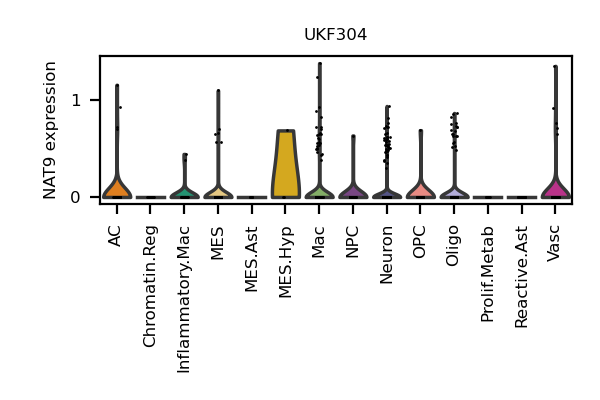 UKF304
NAT9 expression
1
0
AC
Chromatin.Reg
Inflammatory.Mac
MES
MES.Ast
MES.Hyp
Mac
NPC
Neuron
OPC
Oligo
Prolif.Metab
Reactive.Ast
Vasc